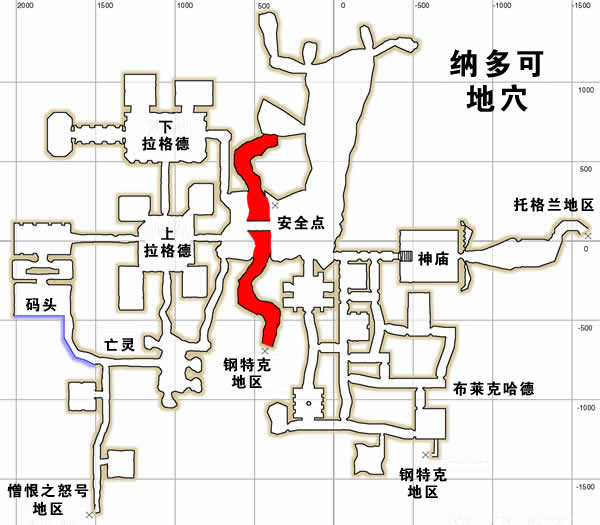 2000 1500 1000 500 0 -500 -1000 -1500
纳多可
地穴
1000
下
拉格德
500
托格兰地区
安全点
上
拉格德
0
神庙
码头
亡灵
-500
钢特克
地区
布莱克哈德
-1000
钢特克
地区
憎恨之怒号
地区
-1500